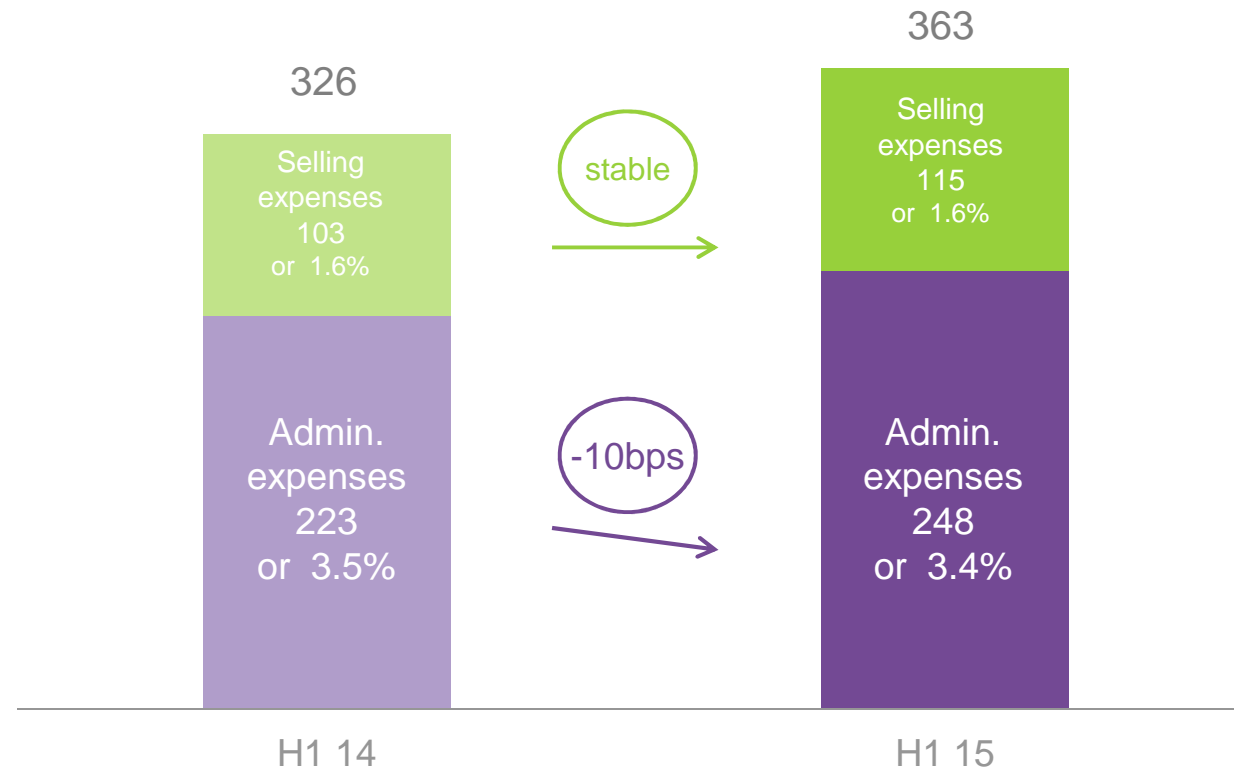 326
Selling
expenses
103
or 1.6%
Admin.
expenses
223
or 3.5%
stable
-10bps
363
Selling
expenses
115
or 1.6%
Admin.
expenses
248
or 3.4%
H1 14
H1 15